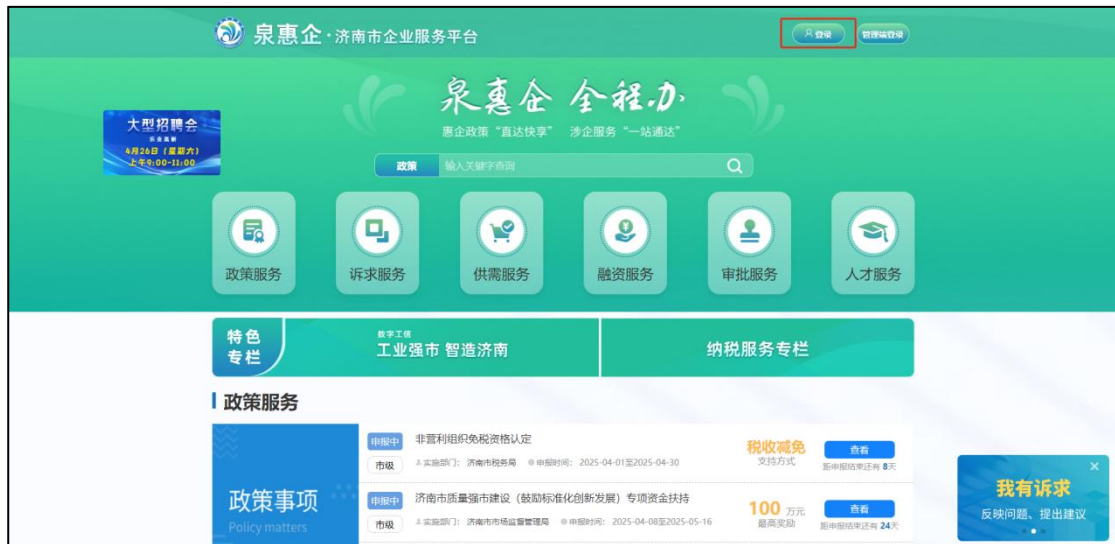 泉惠企·济南市企业服务平台
登录
管理端登录
泉惠企 全程办
惠企政策“直达快享” 涉企服务“一站通达”
大型招聘会
4月26日（星期六）
上午9:00-11:00
政策 输入关键字查询
政策服务 诉求服务 供需服务 融资服务 审批服务 人才服务
特色
专栏
数字工信
工业强市 智造济南
纳税服务专栏
政策服务
政策事项
Policy matters
申报中 非营利组织免税资格认定
市级 实施部门： 济南市税务局 申报时间： 2025-04-01至2025-04-30
税收减免
支持方式
查看
距申报结束还有 8天
申报中 济南市质量强市建设（鼓励标准化创新发展）专项资金扶持
市级 实施部门： 济南市市场监督管理局 申报时间： 2025-04-08至2025-05-16
100 万元
最高奖励
查看
距申报结束还有 24天
我有诉求
反映问题、提出建议